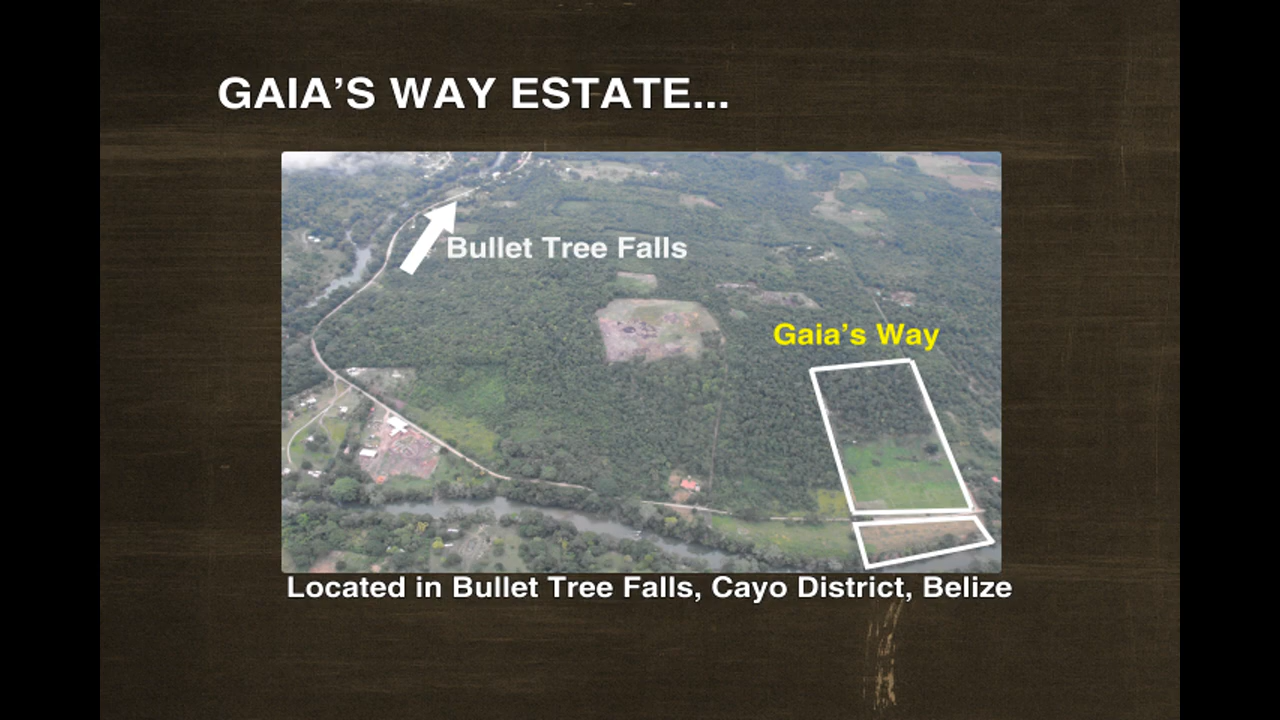 GAIA’S WAY ESTATE...
Bullet Tree Falls
Gaia’s Way
Located in Bullet Tree Falls, Cayo District, Belize